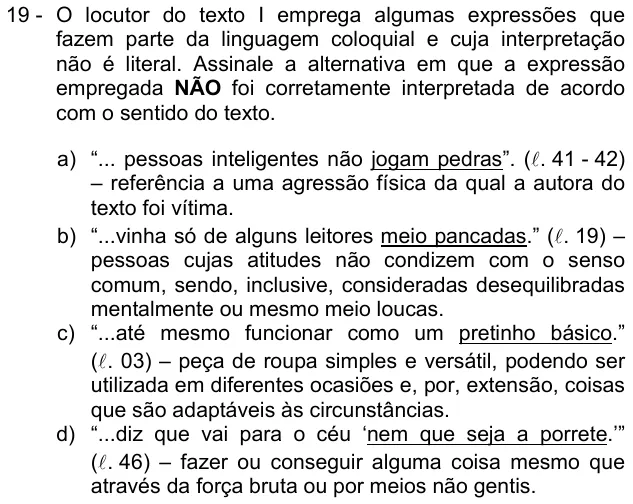 19 - O locutor do texto I emprega algumas expressões que
fazem parte da linguagem coloquial e cuja interpretação
não é literal. Assinale a alternativa em que a expressão
empregada NÃO foi corretamente interpretada de acordo
com o sentido do texto.
a) “... pessoas inteligentes não jogam pedras”. (ℓ. 41 - 42)
– referência a uma agressão física da qual a autora do
texto foi vítima.
b) “...vinha só de alguns leitores meio pancadas.” (ℓ. 19) –
pessoas cujas atitudes não condizem com o senso
comum, sendo, inclusive, consideradas desequilibradas
mentalmente ou mesmo meio loucas.
c) “...até mesmo funcionar como um pretinho básico.”
(ℓ. 03) – peça de roupa simples e versátil, podendo ser
utilizada em diferentes ocasiões e, por, extensão, coisas
que são adaptáveis às circunstâncias.
d) “...diz que vai para o céu ‘nem que seja a porrete.’”
(ℓ. 46) – fazer ou conseguir alguma coisa mesmo que
através da força bruta ou por meios não gentis.